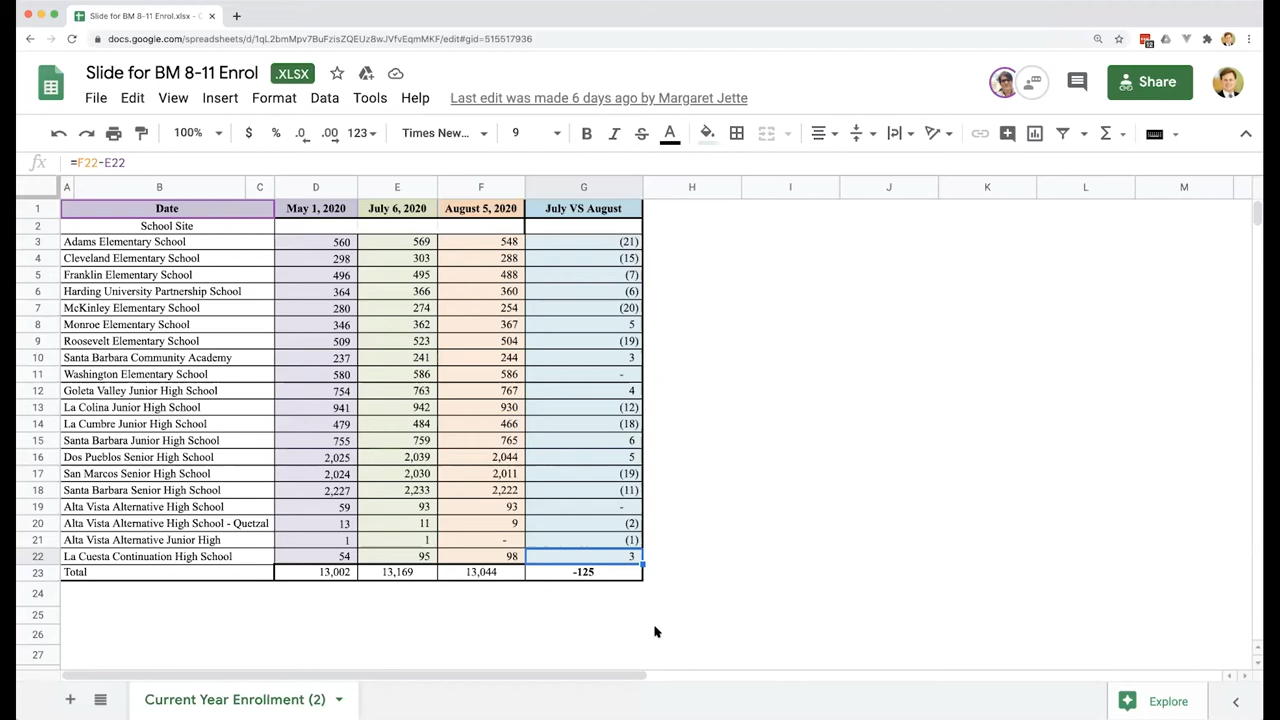 Slide for BM 8-11 Enrol.xlsx - G
docs.google.com/spreadsheets/d/1qL2bmMpv7BuFzisZQEUz8wJVfvEqmMKF/edit#gid=515517936
Slide for BM 8-11 Enrol .XLSX
Share
File Edit View Insert Format Data Tools Help Last edit was made 6 days ago by Margaret Jette
100% $ % .0 .00 123 Times New... 9 B I S A
fx =F22-E22
A B C D E F G H I J K L M
1 Date May 1, 2020 July 6, 2020 August 5, 2020 July VS August
2 School Site
3 Adams Elementary School 560 569 548 (21)
4 Cleveland Elementary School 298 303 288 (15)
5 Franklin Elementary School 496 495 488 (7)
6 Harding University Partnership School 364 366 360 (6)
7 McKinley Elementary School 280 274 254 (20)
8 Monroe Elementary School 346 362 367 5
9 Roosevelt Elementary School 509 523 504 (19)
10 Santa Barbara Community Academy 237 241 244 3
11 Washington Elementary School 580 586 586 -
12 Goleta Valley Junior High School 754 763 767 4
13 La Colina Junior High School 941 942 930 (12)
14 La Cumbre Junior High School 479 484 466 (18)
15 Santa Barbara Junior High School 755 759 765 6
16 Dos Pueblos Senior High School 2,025 2,039 2,044 5
17 San Marcos Senior High School 2,024 2,030 2,011 (19)
18 Santa Barbara Senior High School 2,227 2,233 2,222 (11)
19 Alta Vista Alternative High School 59 93 93 -
20 Alta Vista Alternative High School - Quetzal 13 11 9 (2)
21 Alta Vista Alternative Junior High 1 1 - (1)
22 La Cuesta Continuation High School 54 95 98 3
23 Total 13,002 13,169 13,044 -125
24
25
26
27
Current Year Enrollment (2)
Explore